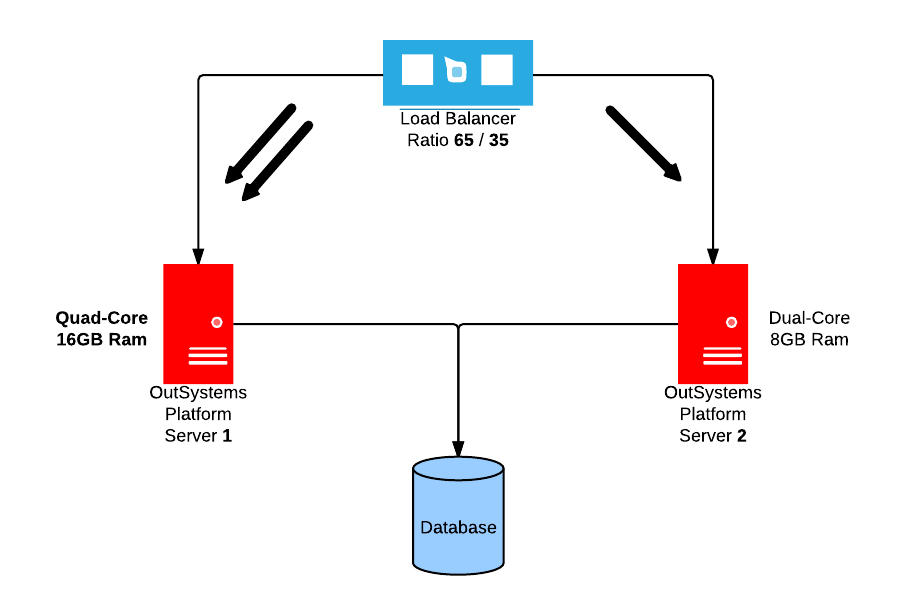 Load Balancer
Ratio 65 / 35
Quad-Core
16GB Ram
Dual-Core
8GB Ram
OutSystems
Platform
Server 1
OutSystems
Platform
Server 2
Database